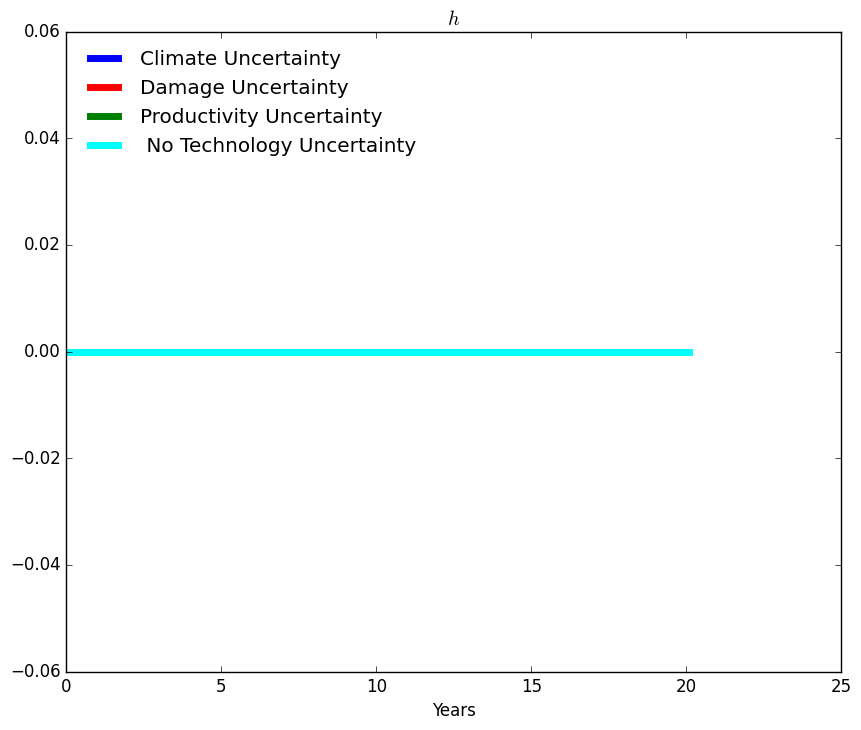 h
0.06
Climate Uncertainty
Damage Uncertainty
Productivity Uncertainty
No Technology Uncertainty
0.04
0.02
0.00
−0.02
−0.04
−0.06
0 5 10 15 20 25
Years